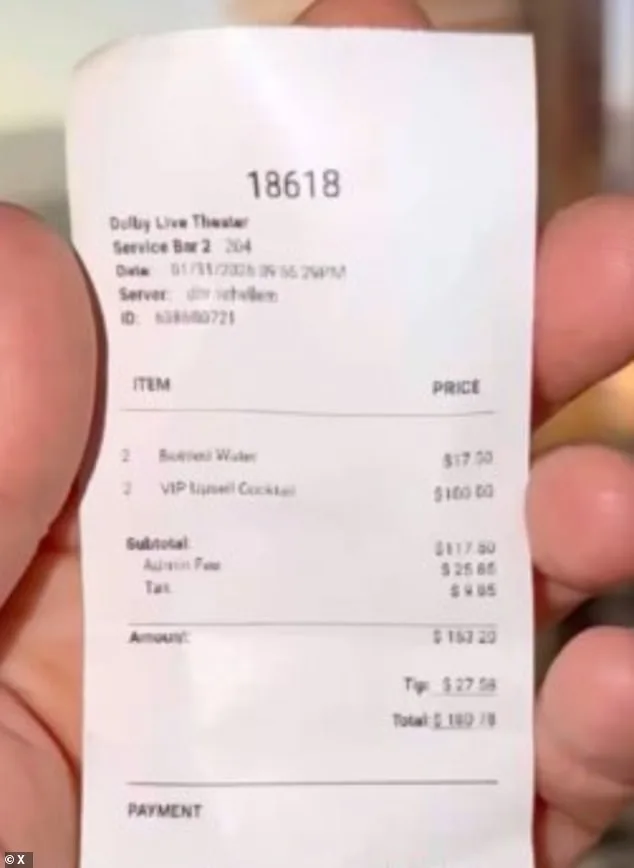 18618
Dolby Live Theater
Service Bar 2 204
Date:
Server:
ID:
ITEM PRICE
2 Bottled Water $17.50
2 VIP Upsell Cocktail $100.00
Subtotal: $117.50
Admin Fee $25.85
Tax $9.85
Amount: $153.20
Tip: $27.58
Total: $180.78
PAYMENT
© X